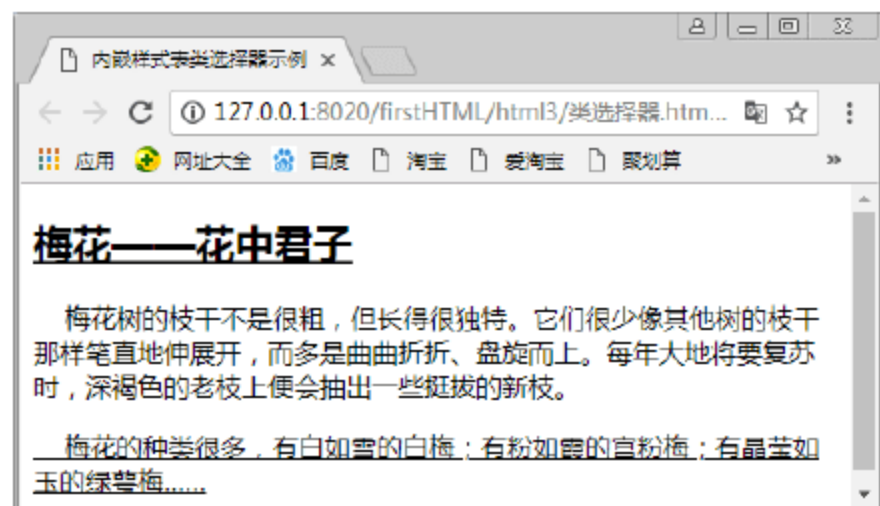 内嵌样式表类选择器示例
127.0.0.1:8020/firstHTML/html3/类选择器.htm...
应用 网址大全 百度 淘宝 爱淘宝 聚划算 »
梅花——花中君子
梅花树的枝干不是很粗，但长得很独特。它们很少像其他树的枝干
那样笔直地伸展开，而多是曲曲折折、盘旋而上。每年大地将要复苏
时，深褐色的老枝上便会抽出一些挺拔的新枝。
梅花的种类很多，有白如雪的白梅；有粉如霞的宫粉梅；有晶莹如
玉的绿萼梅......